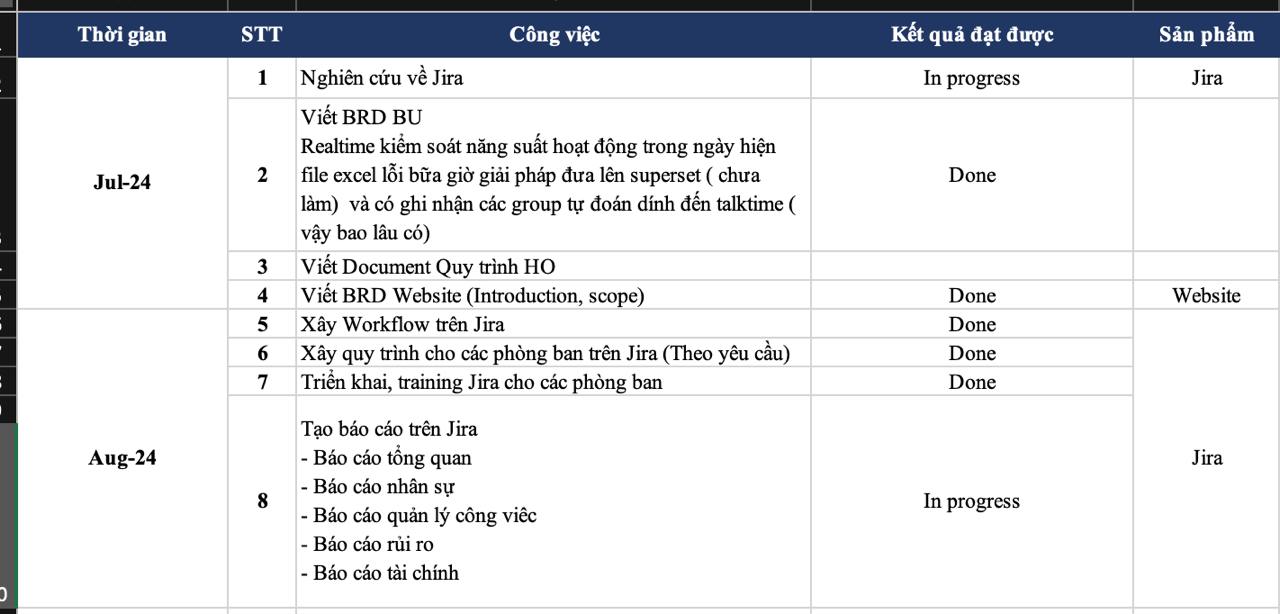 Thời gian STT Công việc Kết quả đạt được Sản phẩm
1 Nghiên cứu về Jira In progress Jira
Viết BRD BU
Realtime kiểm soát năng suất hoạt động trong ngày hiện
Jul-24 2 file excel lỗi bữa giờ giải pháp đưa lên superset ( chưa Done
làm) và có ghi nhận các group tự đoán dính đến talktime (
vậy bao lâu có)
3 Viết Document Quy trình HO
4 Viết BRD Website (Introduction, scope) Done Website
5 Xây Workflow trên Jira Done
6 Xây quy trình cho các phòng ban trên Jira (Theo yêu cầu) Done
7 Triển khai, training Jira cho các phòng ban Done
Tạo báo cáo trên Jira
Aug-24 - Báo cáo tổng quan Jira
- Báo cáo nhân sự
8 In progress
- Báo cáo quản lý công viêc
- Báo cáo rủi ro
- Báo cáo tài chính